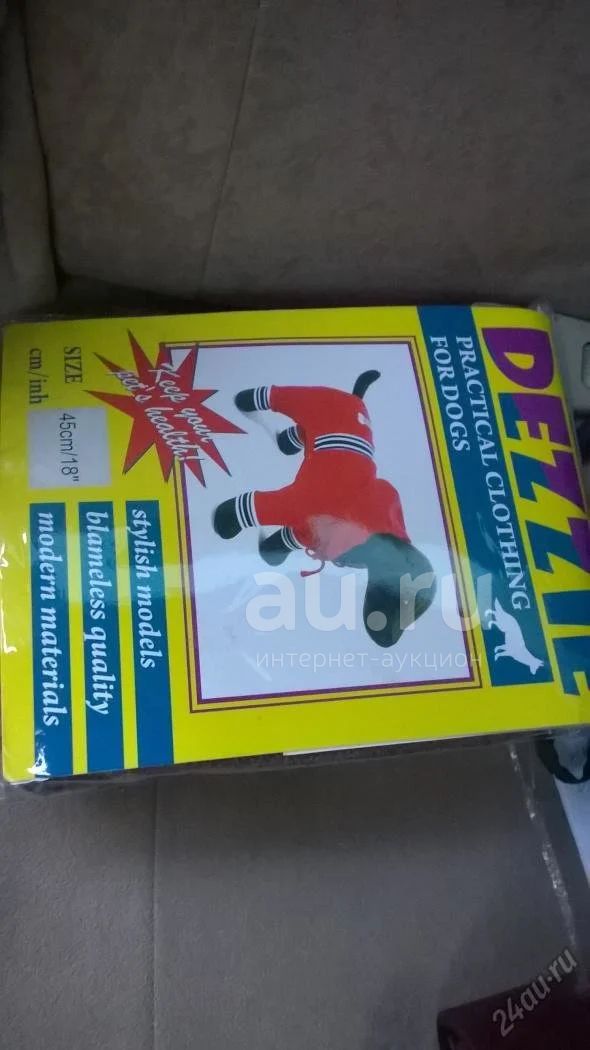 DEZZIE
PRACTICAL CLOTHING
FOR DOGS
Keep your
pet's health!
stylish models
blameless quality
modern materials
SIZE
cm/inh
45cm/18"
au.ru
интернет-аукцион
24au.ru